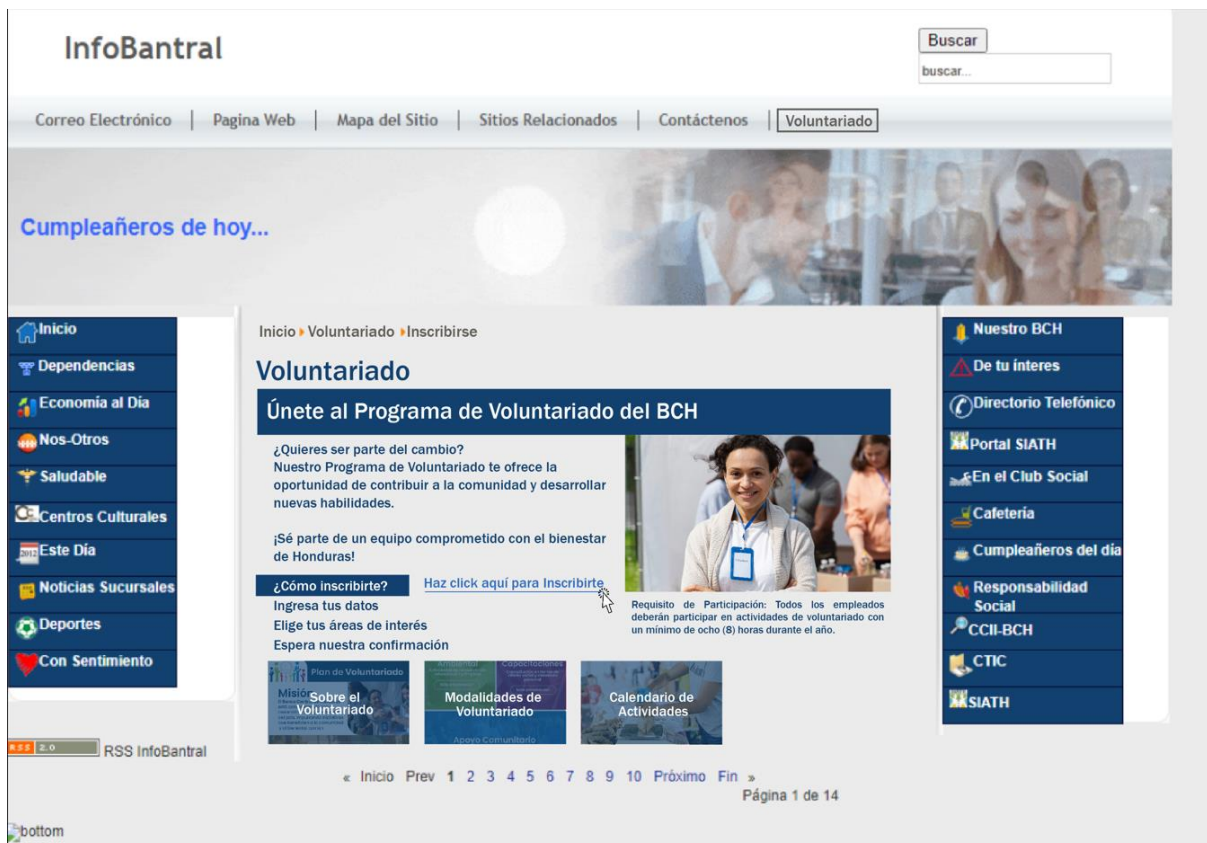 InfoBantral
Buscar
buscar...
Correo Electrónico | Pagina Web | Mapa del Sitio | Sitios Relacionados | Contáctenos | Voluntariado
Cumpleañeros de hoy...
Inicio
Dependencias
Economía al Día
Nos-Otros
Saludable
Centros Culturales
Este Día
Noticias Sucursales
Deportes
Con Sentimiento
RSS 2.0 RSS InfoBantral
Inicio Voluntariado Inscribirse
Voluntariado
Únete al Programa de Voluntariado del BCH
¿Quieres ser parte del cambio?
Nuestro Programa de Voluntariado te ofrece la
oportunidad de contribuir a la comunidad y desarrollar
nuevas habilidades.
¡Sé parte de un equipo comprometido con el bienestar
de Honduras!
¿Cómo inscribirte? Haz click aquí para Inscribirte
Ingresa tus datos
Elige tus áreas de interés
Espera nuestra confirmación
Requisito de Participación: Todos los empleados
deberán participar en actividades de voluntariado con
un mínimo de ocho (8) horas durante el año.
Plan de Voluntariado
Misión
Sobre el
Voluntariado
Ambiental
Capacitaciones
Modalidades de
Voluntariado
Apoyo Comunitario
Calendario de
Actividades
« Inicio Prev 1 2 3 4 5 6 7 8 9 10 Próximo Fin »
Página 1 de 14
Nuestro BCH
De tu ínteres
Directorio Telefónico
Portal SIATH
En el Club Social
Cafetería
Cumpleañeros del día
Responsabilidad
Social
CCII-BCH
CTIC
SIATH
bottom